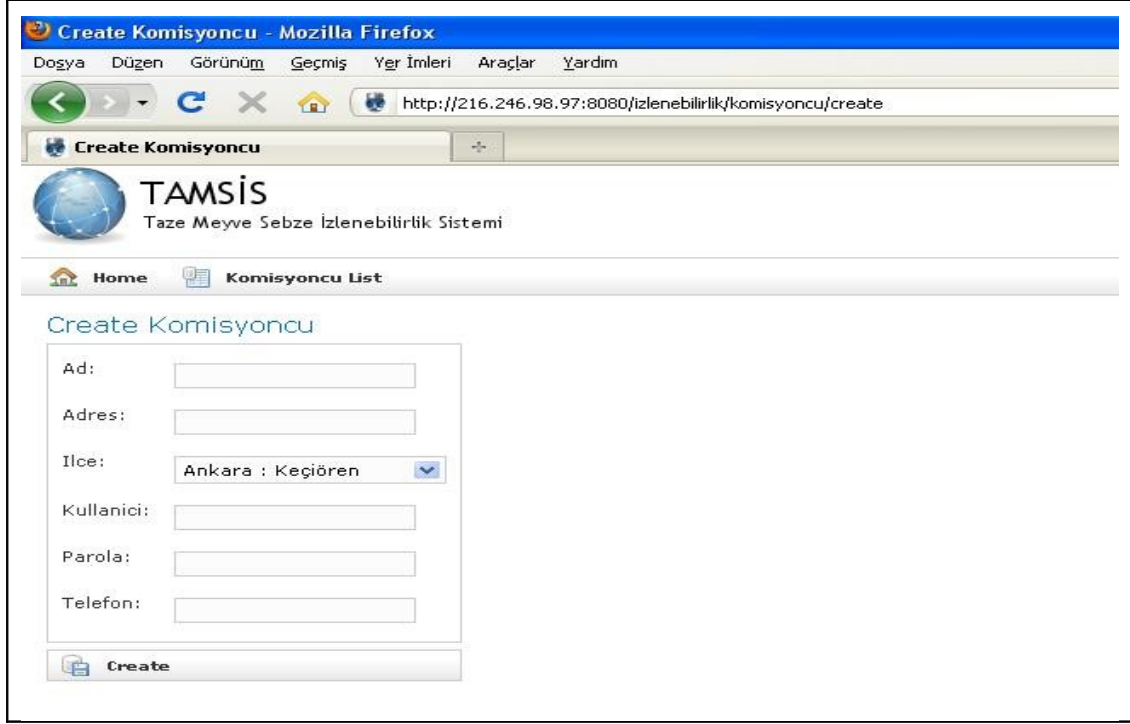 Create Komisyoncu - Mozilla Firefox
Dosya Düzen Görünüm Geçmiş Yer İmleri Araçlar Yardım
http://216.246.98.97:8080/izlenebilirlik/komisyoncu/create
Create Komisyoncu
TAMSİS
Taze Meyve Sebze İzlenebilirlik Sistemi
Home Komisyoncu List
Create Komisyoncu
Ad:
Adres:
Ilce: Ankara : Keçiören
Kullanici:
Parola:
Telefon:
Create